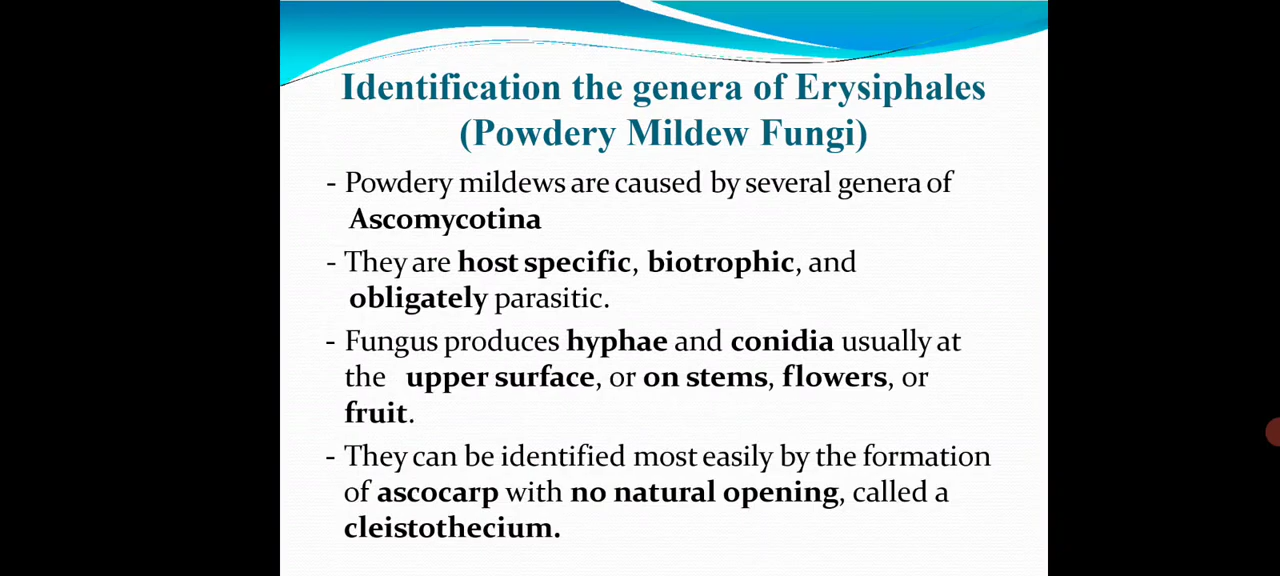 Identification the genera of Erysiphales
(Powdery Mildew Fungi)
- Powdery mildews are caused by several genera of
Ascomycotina
- They are host specific, biotrophic, and
obligately parasitic.
- Fungus produces hyphae and conidia usually at
the upper surface, or on stems, flowers, or
fruit.
- They can be identified most easily by the formation
of ascocarp with no natural opening, called a
cleistothecium.